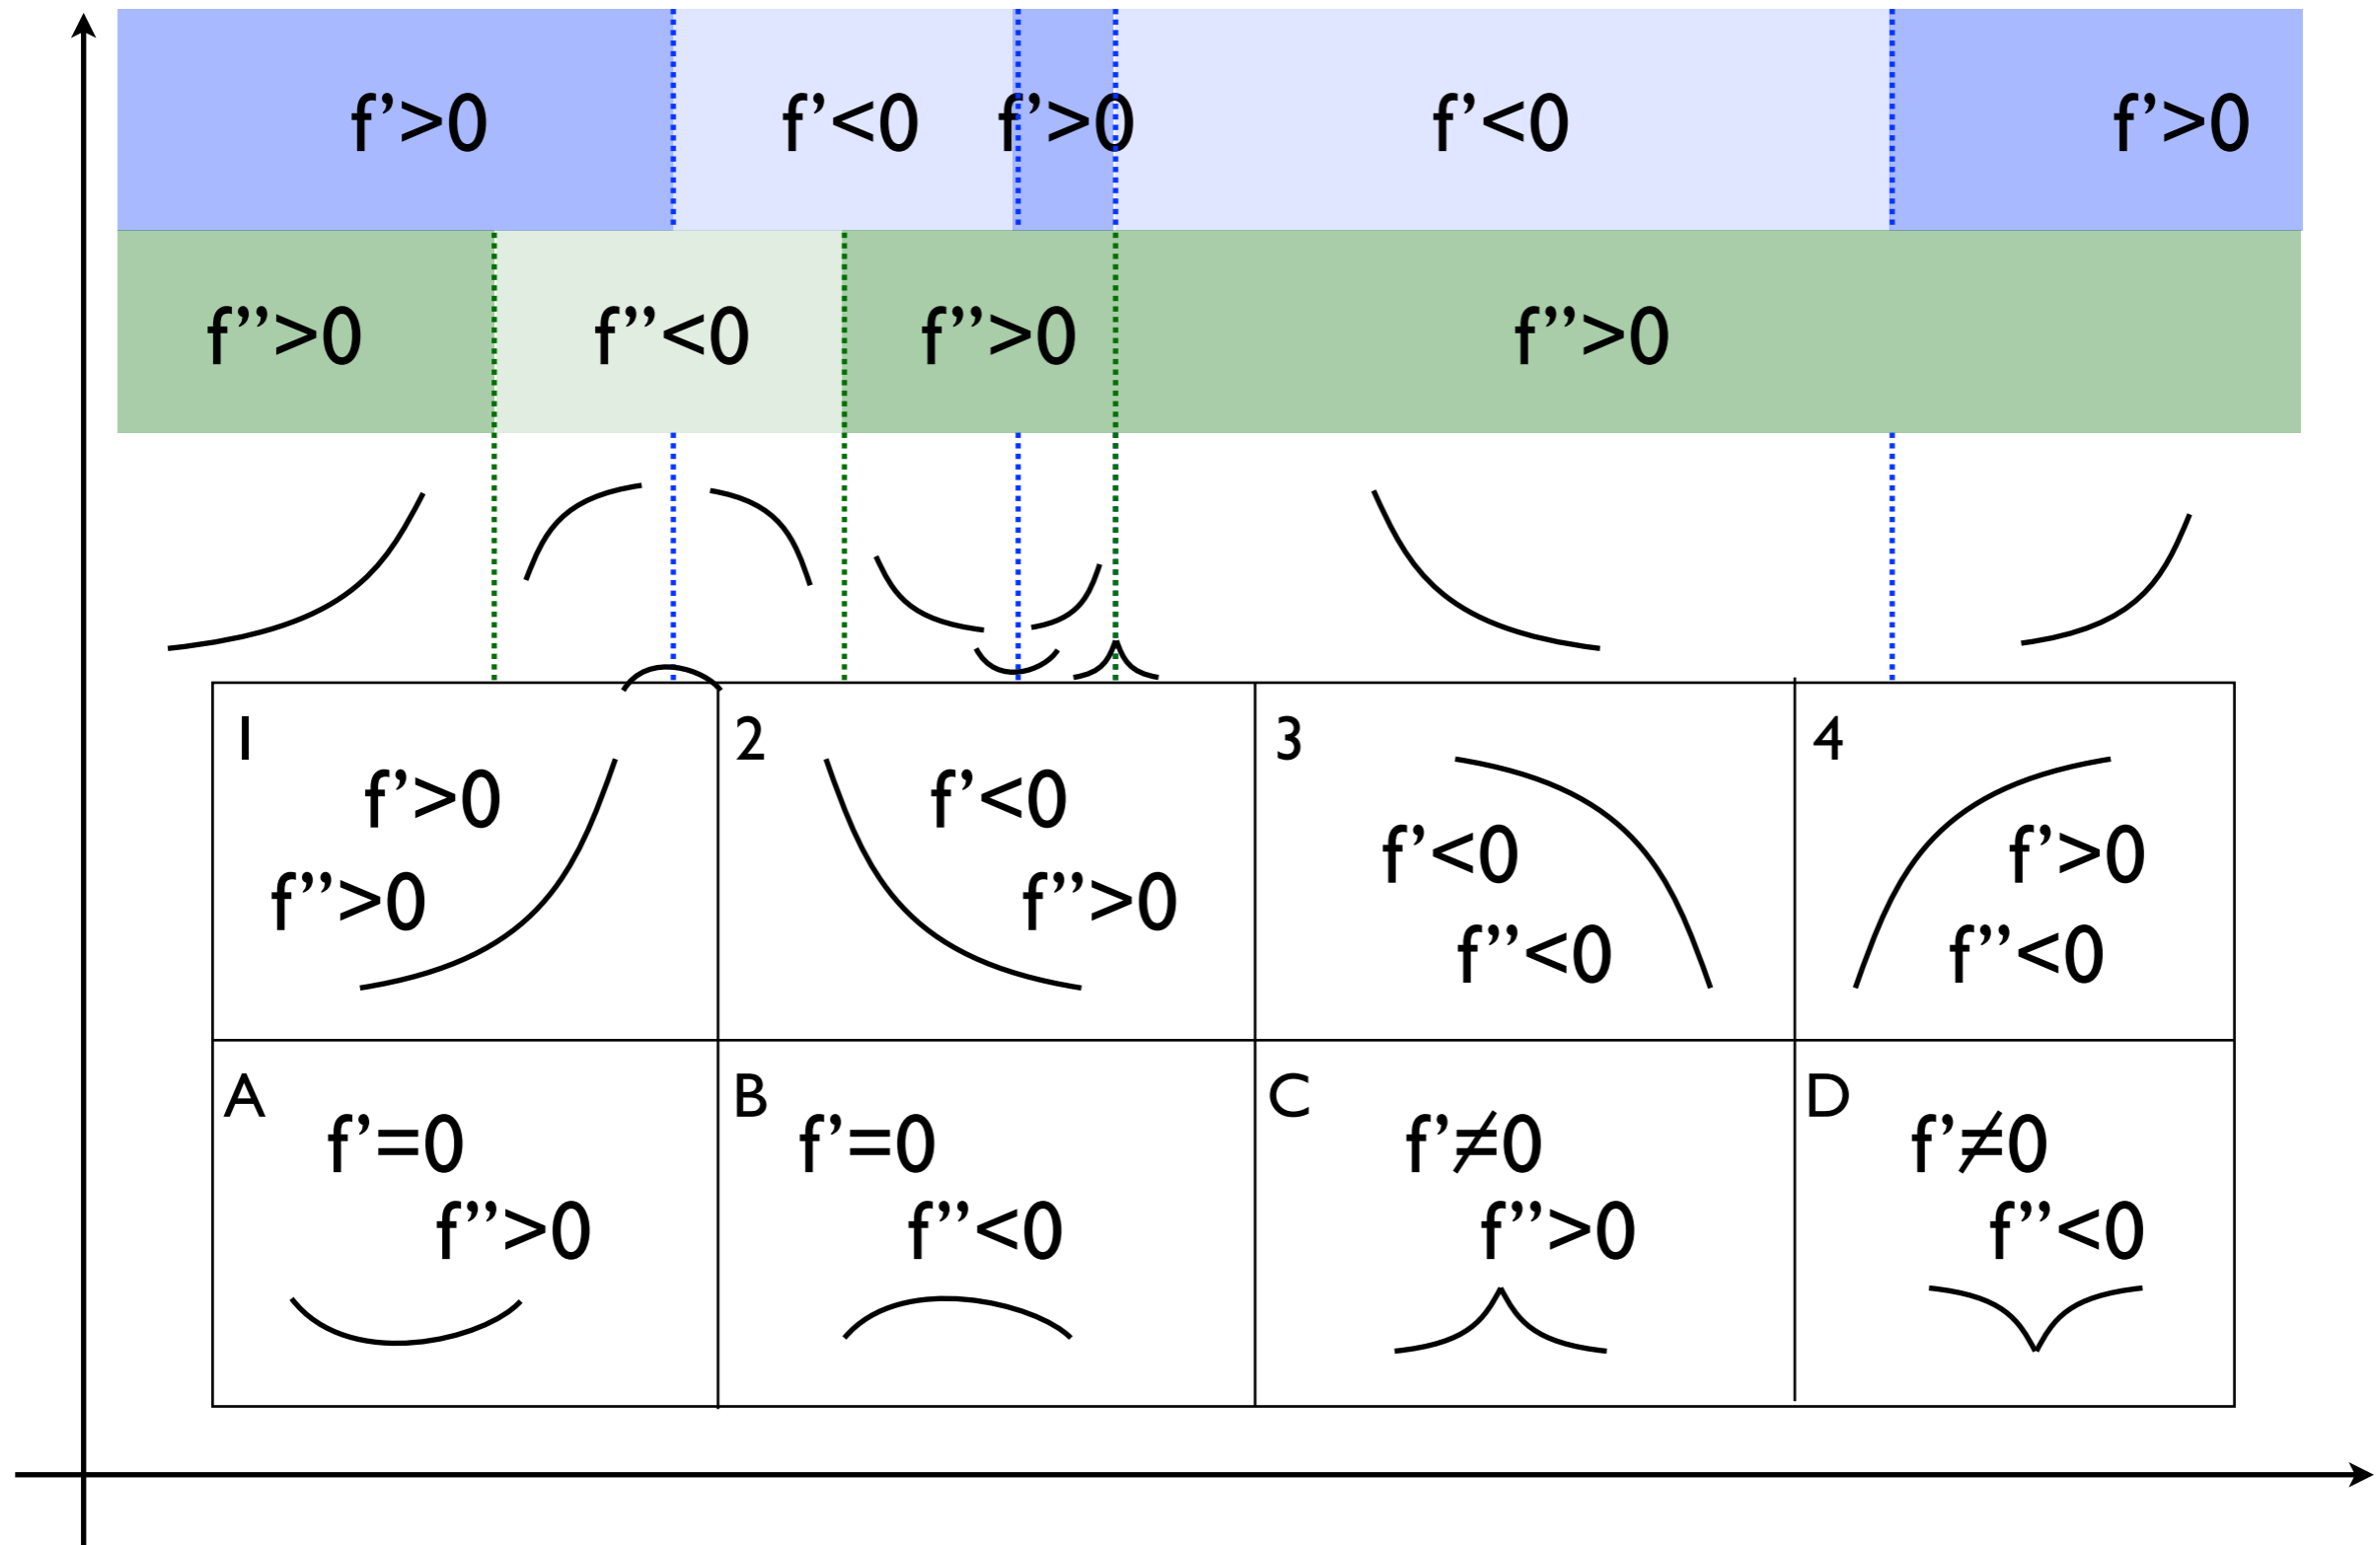 f’>0 f’<0 f’>0 f’<0 f’>0
f’’>0 f’’<0 f’’>0 f’’>0
1 2 3 4
f’>0 f’<0 f’<0 f’>0
f’’>0 f’’>0 f’’<0 f’’<0
A B C D
f’=0 f’=0 f’≠0 f’≠0
f’’>0 f’’<0 f’’>0 f’’<0